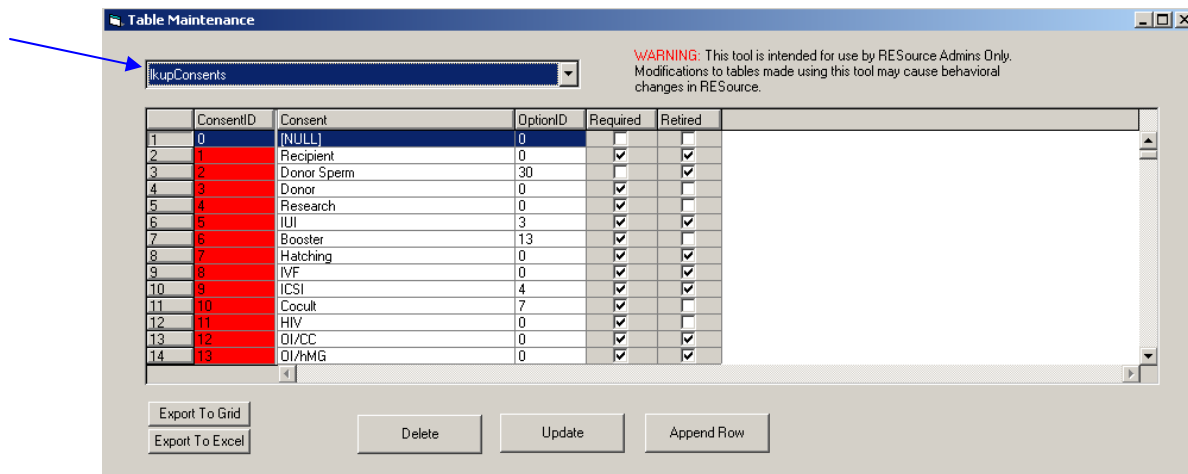 Table Maintenance
lkupConsents
WARNING: This tool is intended for use by RESource Admins Only.
Modifications to tables made using this tool may cause behavioral
changes in RESource.
ConsentID Consent OptionID Required Retired
1 0 [NULL] 0
2 1 Recipient 0
3 2 Donor Sperm 30
4 3 Donor 0
5 4 Research 0
6 5 IUI 3
7 6 Booster 13
8 7 Hatching 0
9 8 IVF 0
10 9 ICSI 4
11 10 Cocult 7
12 11 HIV 0
13 12 OI/CC 0
14 13 OI/hMG 0
Export To Grid
Export To Excel
Delete
Update
Append Row